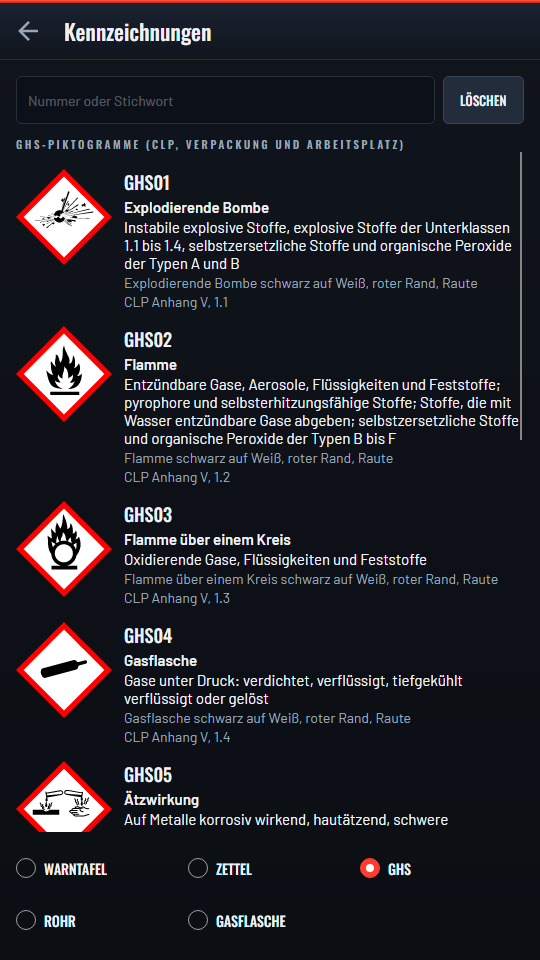 Kennzeichnungen
Nummer oder Stichwort
LÖSCHEN
GHS-PIKTOGRAMME (CLP, VERPACKUNG UND ARBEITSPLATZ)
GHS01
Explodierende Bombe
Instabile explosive Stoffe, explosive Stoffe der Unterklassen
1.1 bis 1.4, selbstzersetzliche Stoffe und organische Peroxide
der Typen A und B
Explodierende Bombe schwarz auf Weiß, roter Rand, Raute
CLP Anhang V, 1.1
GHS02
Flamme
Entzündbare Gase, Aerosole, Flüssigkeiten und Feststoffe;
pyrophore und selbsterhitzungsfähige Stoffe; Stoffe, die mit
Wasser entzündbare Gase abgeben; selbstzersetzliche Stoffe
und organische Peroxide der Typen B bis F
Flamme schwarz auf Weiß, roter Rand, Raute
CLP Anhang V, 1.2
GHS03
Flamme über einem Kreis
Oxidierende Gase, Flüssigkeiten und Feststoffe
Flamme über einem Kreis schwarz auf Weiß, roter Rand, Raute
CLP Anhang V, 1.3
GHS04
Gasflasche
Gase unter Druck: verdichtet, verflüssigt, tiefgekühlt
verflüssigt oder gelöst
Gasflasche schwarz auf Weiß, roter Rand, Raute
CLP Anhang V, 1.4
GHS05
Ätzwirkung
Auf Metalle korrosiv wirkend, hautätzend, schwere
WARNTAFEL
ZETTEL
GHS
ROHR
GASFLASCHE